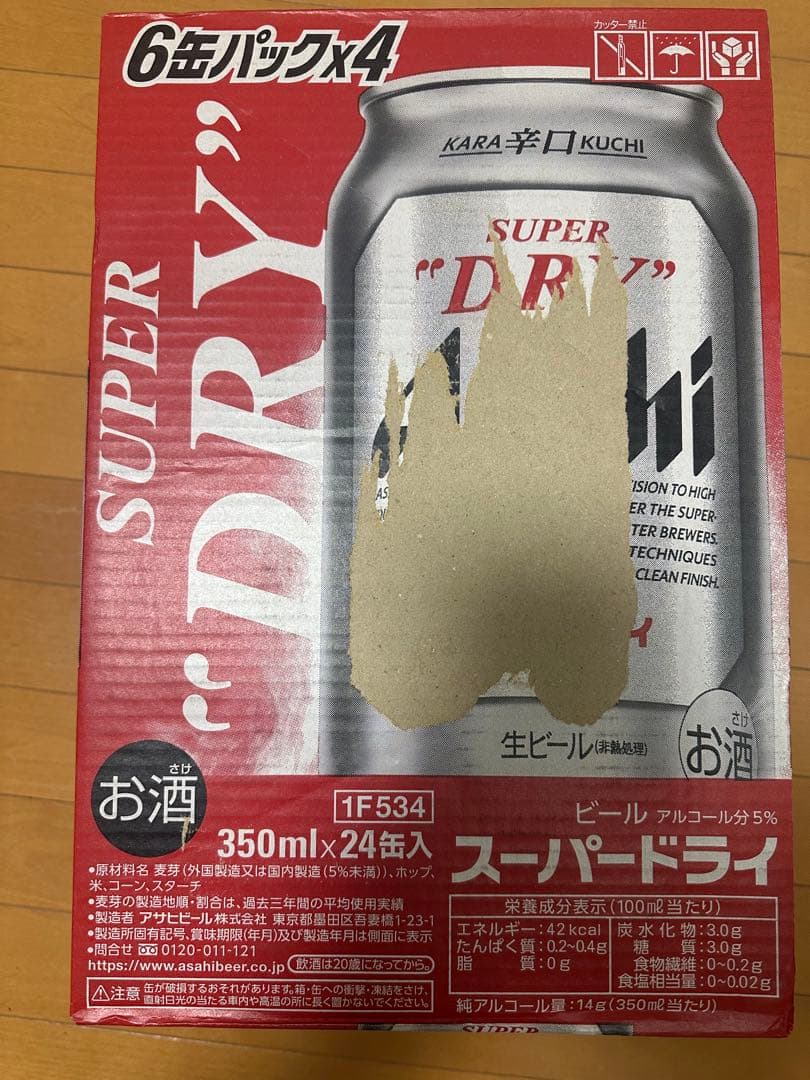 6缶パック×4
カッター禁止
KARA 辛口 KUCHI
SUPER
"DRY"
SUPER
"DRY"
hi
ISION TO HIGH
ER THE SUPER-
TER BREWERS.
TECHNIQUES
CLEAN FINISH.
イ
生ビール(非熱処理)
さけ
お酒
さけ
お酒
1F534
350ml×24缶入
ビール アルコール分5%
スーパードライ
•原材料名 麦芽(外国製造又は国内製造(5%未満))、ホップ、
米、コーン、スターチ
•麦芽の製造地順・割合は、過去三年間の平均使用実績
•製造者 アサヒビール株式会社 東京都墨田区吾妻橋1-23-1
•製造所固有記号、賞味期限(年月)及び製造年月は側面に表示
•問合せ 0120-011-121
https://www.asahibeer.co.jp 飲酒は20歳になってから。
注意 缶が破損するおそれがあります。箱・缶への衝撃・凍結をさけ、
直射日光の当たる車内や高温の所に長く置かないでください。
栄養成分表示(100ml当たり)
エネルギー:42kcal
たんぱく質:0.2~0.4g
脂質:0g
炭水化物:3.0g
糖質:3.0g
食物繊維:0~0.2g
食塩相当量:0~0.02g
純アルコール量:14g(350ml当たり)
SUPER